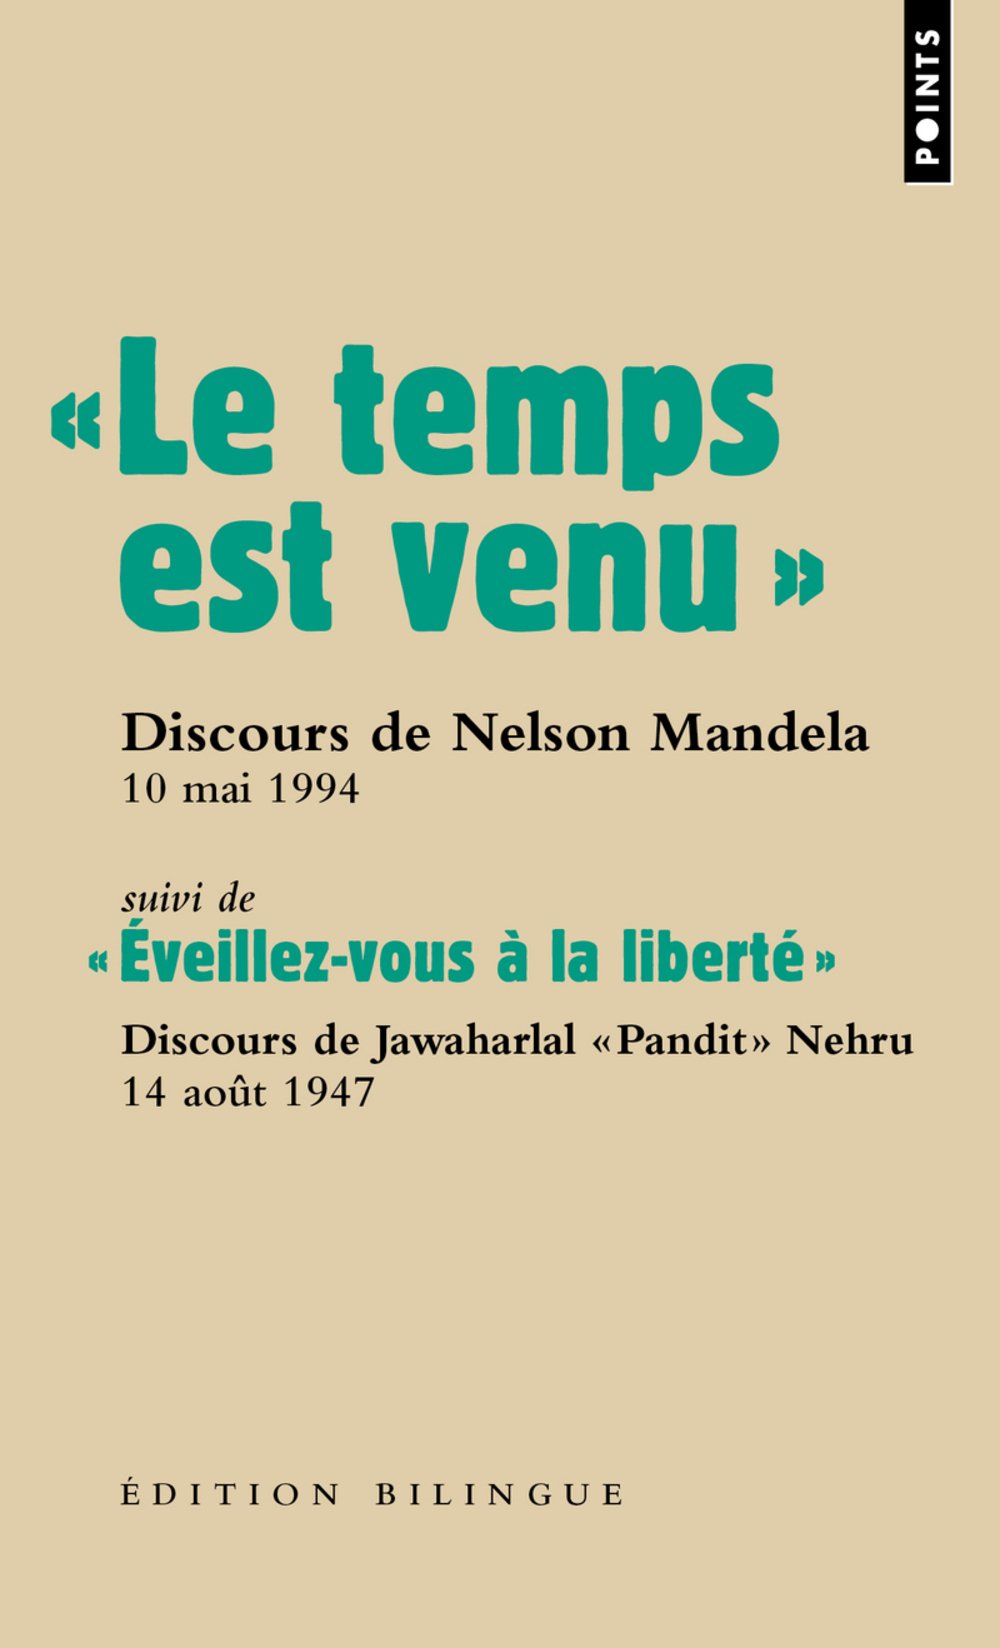 POINTS
« Le temps
est venu »
Discours de Nelson Mandela
10 mai 1994
suivi de
« Éveillez-vous à la liberté »
Discours de Jawaharlal « Pandit » Nehru
14 août 1947
ÉDITION BILINGUE